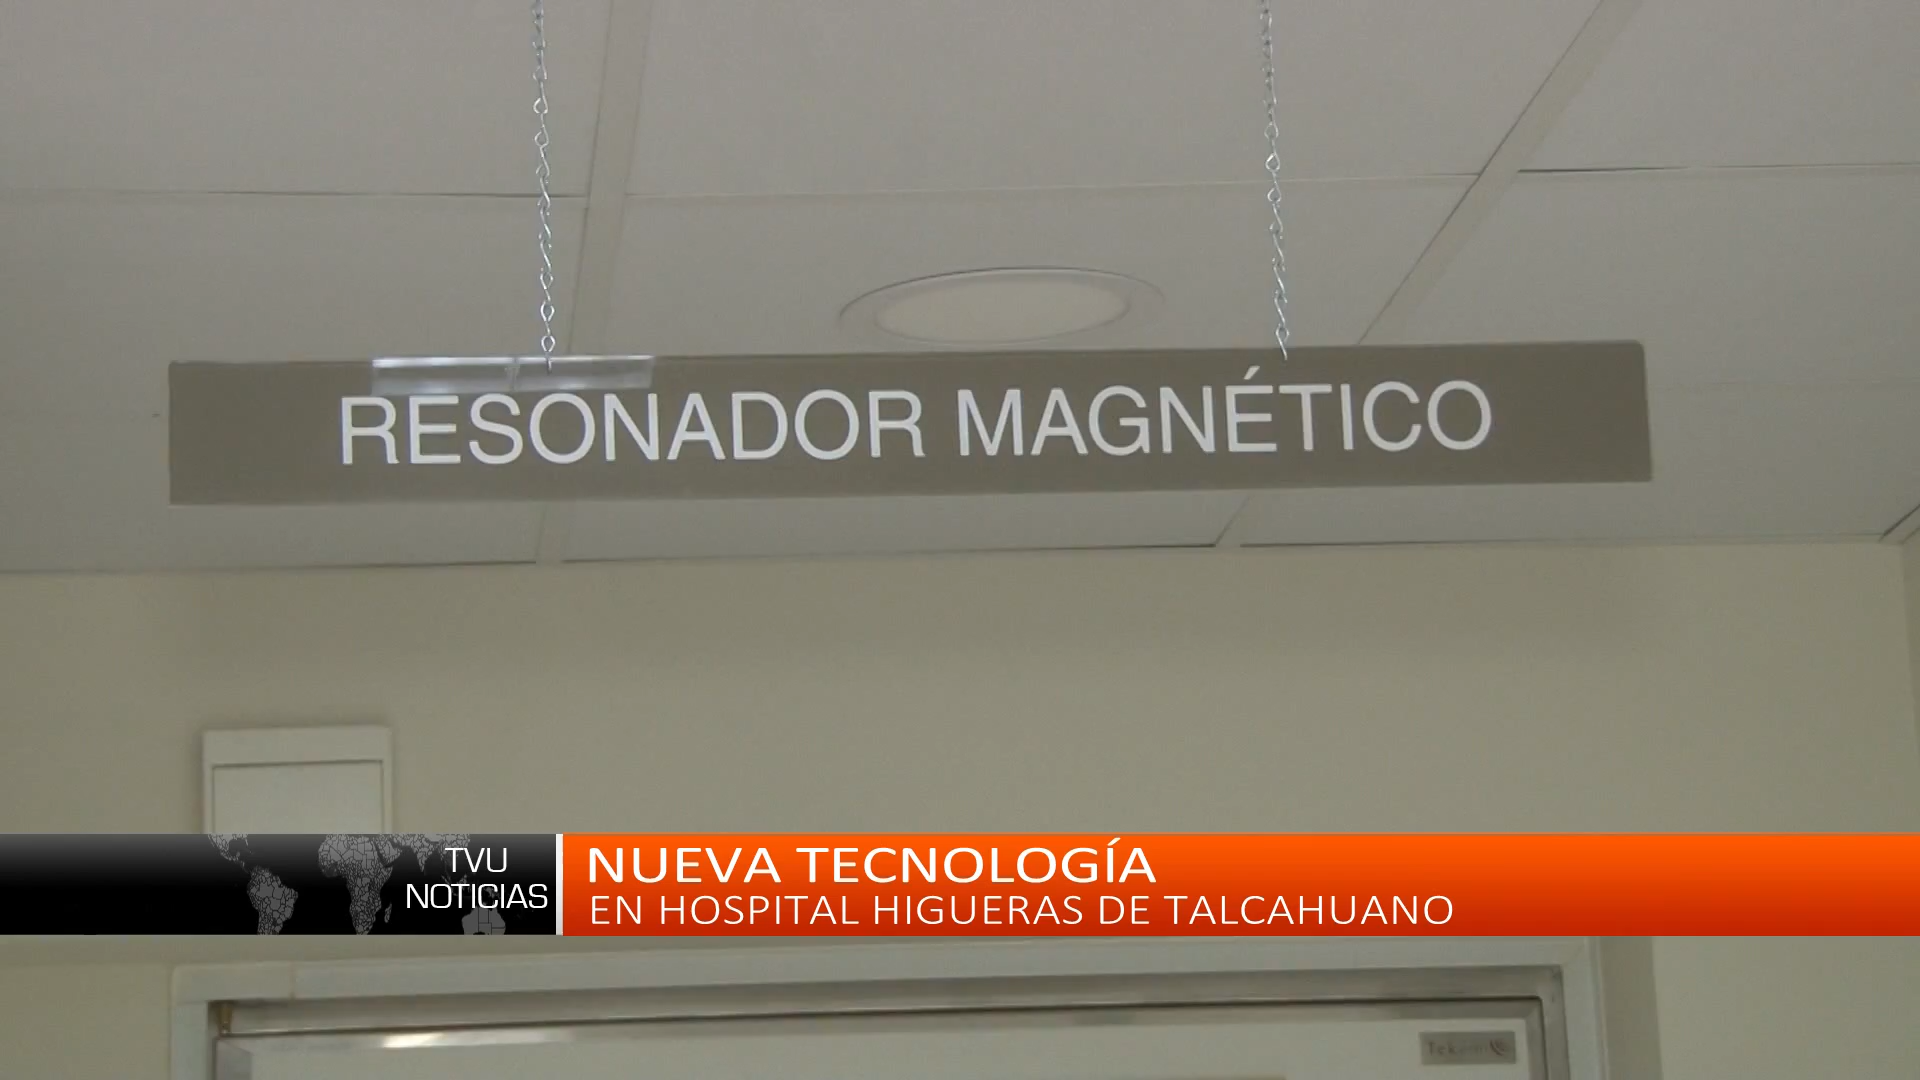 RESONADOR MAGNÉTICO
TVU
NOTICIAS
NUEVA TECNOLOGÍA
EN HOSPITAL HIGUERAS DE TALCAHUANO